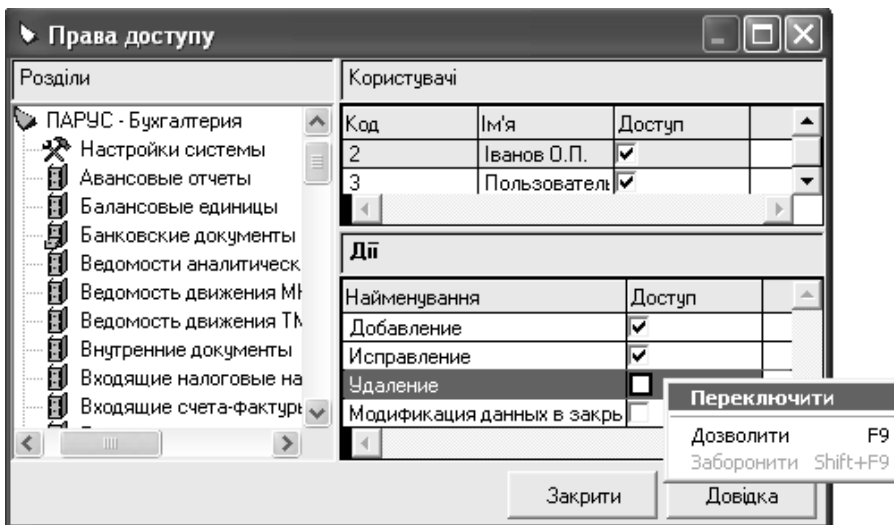 Права доступу
Розділи
ПАРУС - Бухгалтерия
Настройки системы
Авансовые отчеты
Балансовые единицы
Банковские документы
Ведомости аналитическ
Ведомость движения МН
Ведомость движения ТМ
Внутренние документы
Входящие налоговые на
Входящие счета-фактуры
Користувачі
Код Ім'я Доступ
2 Іванов О.П.
3 Пользователь
Дії
Найменування Доступ
Добавление
Исправление
Удаление
Модификация данных в закры
Переключити
Дозволити F9
Заборонити Shift+F9
Закрити Довідка